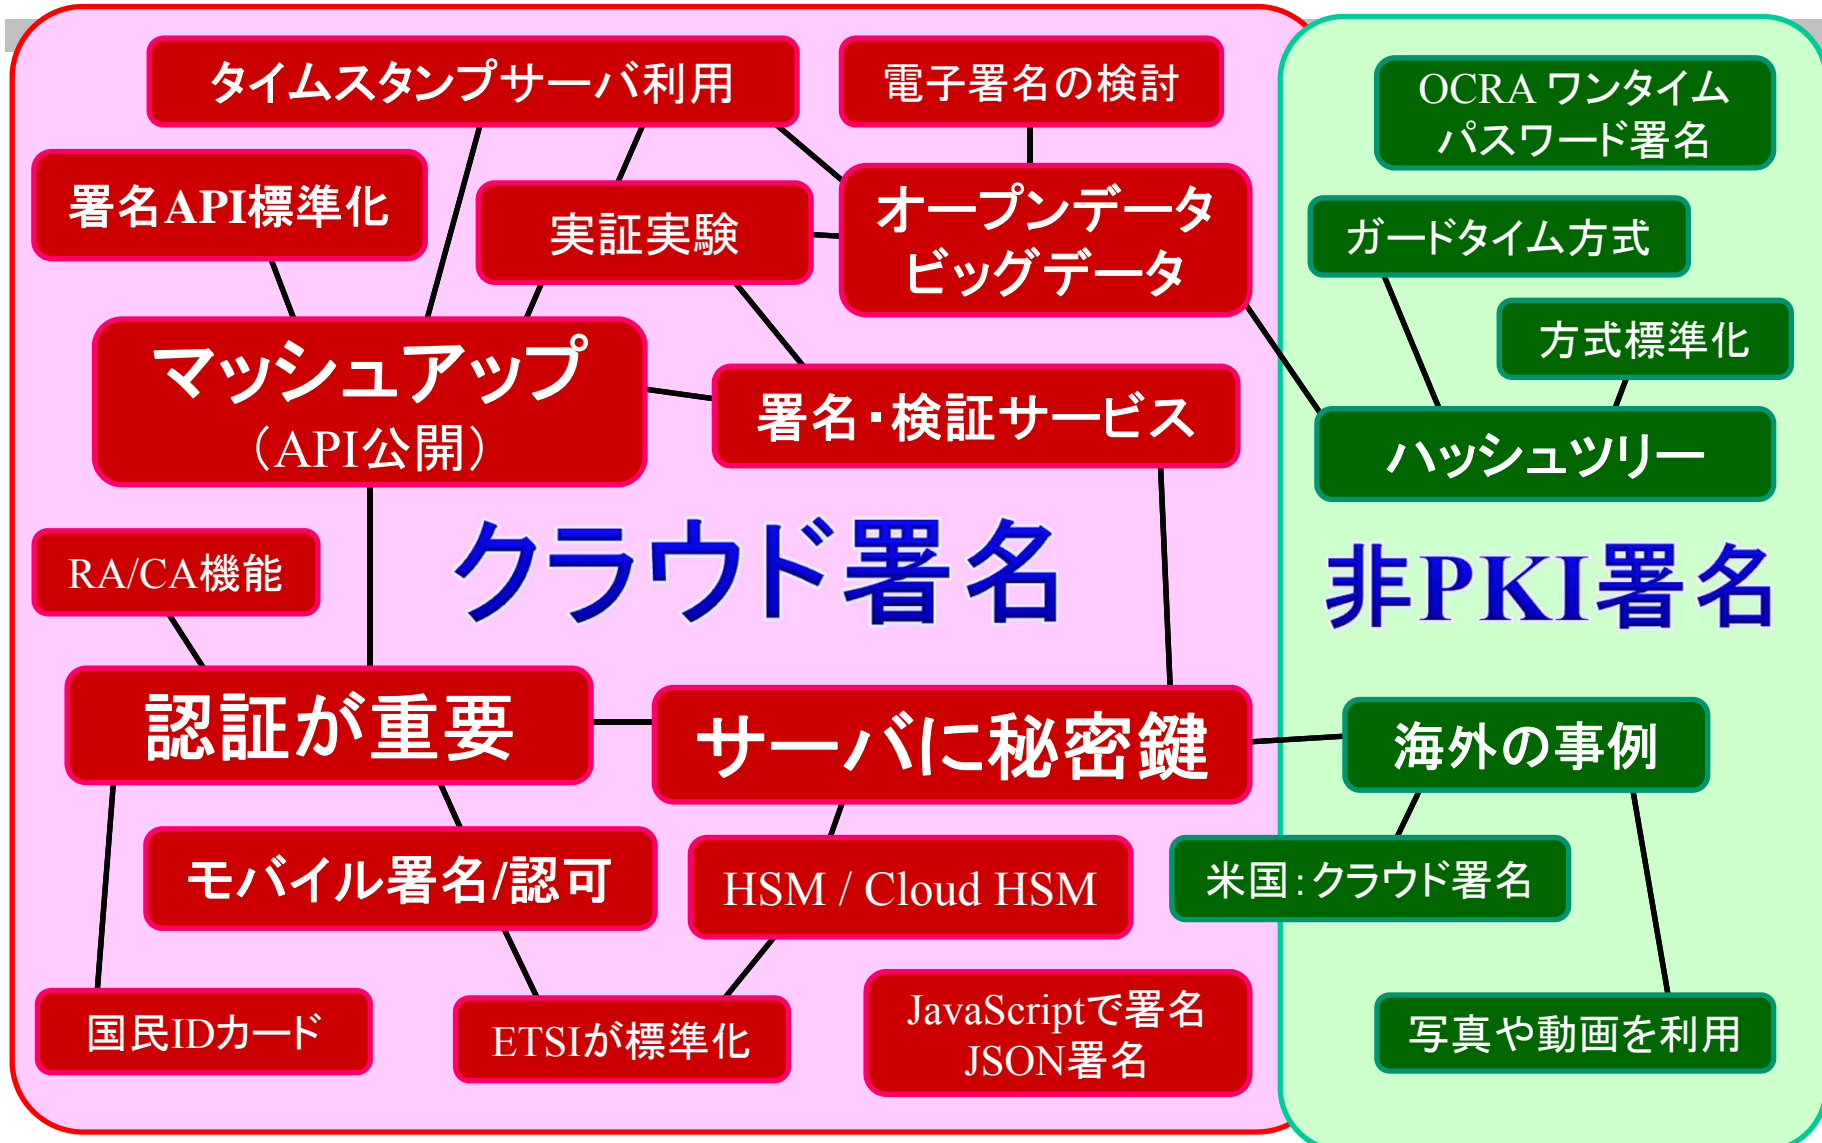 タイムスタンプサーバ利用
電子署名の検討
OCRA ワンタイム
パスワード署名
署名API標準化
実証実験
オープンデータ
ビッグデータ
ガードタイム方式
方式標準化
マッシュアップ
（API公開）
署名・検証サービス
ハッシュツリー
クラウド署名
非PKI署名
RA/CA機能
認証が重要
サーバに秘密鍵
海外の事例
モバイル署名/認可
HSM / Cloud HSM
米国：クラウド署名
国民IDカード
ETSIが標準化
JavaScriptで署名
JSON署名
写真や動画を利用